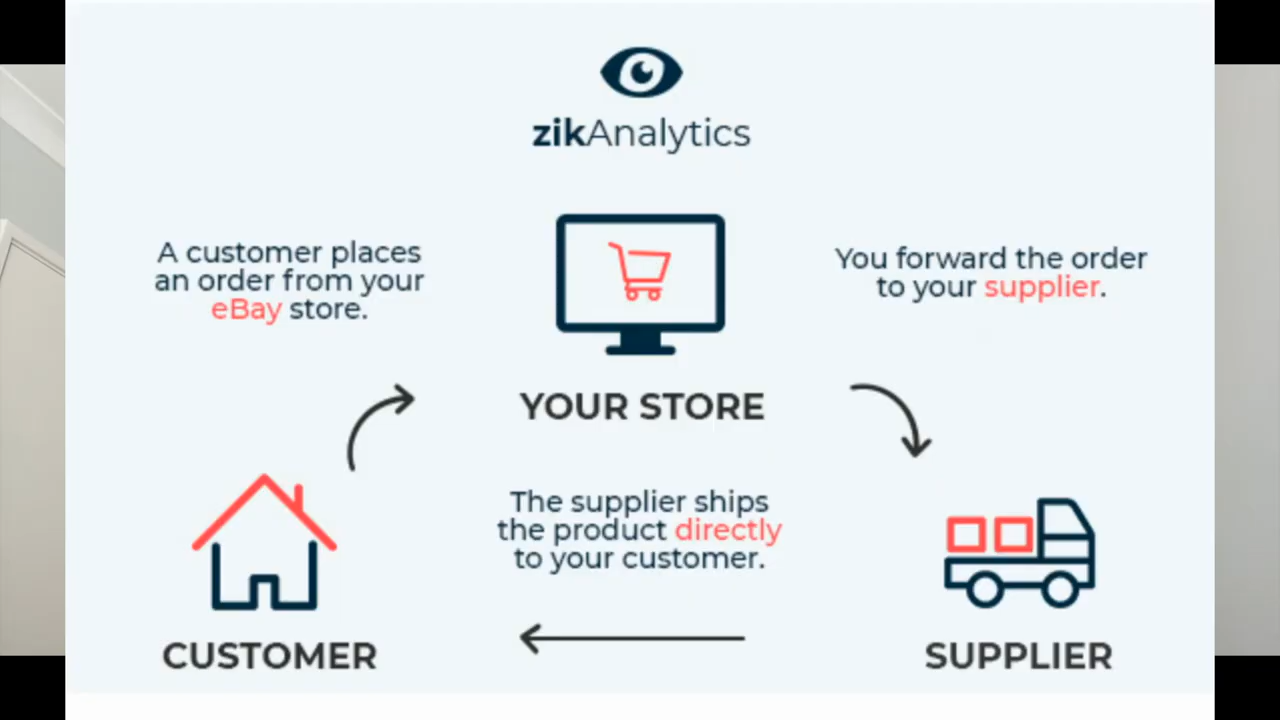 zikAnalytics
A customer places
an order from your
eBay store.
You forward the order
to your supplier.
YOUR STORE
The supplier ships
the product directly
to your customer.
CUSTOMER
SUPPLIER